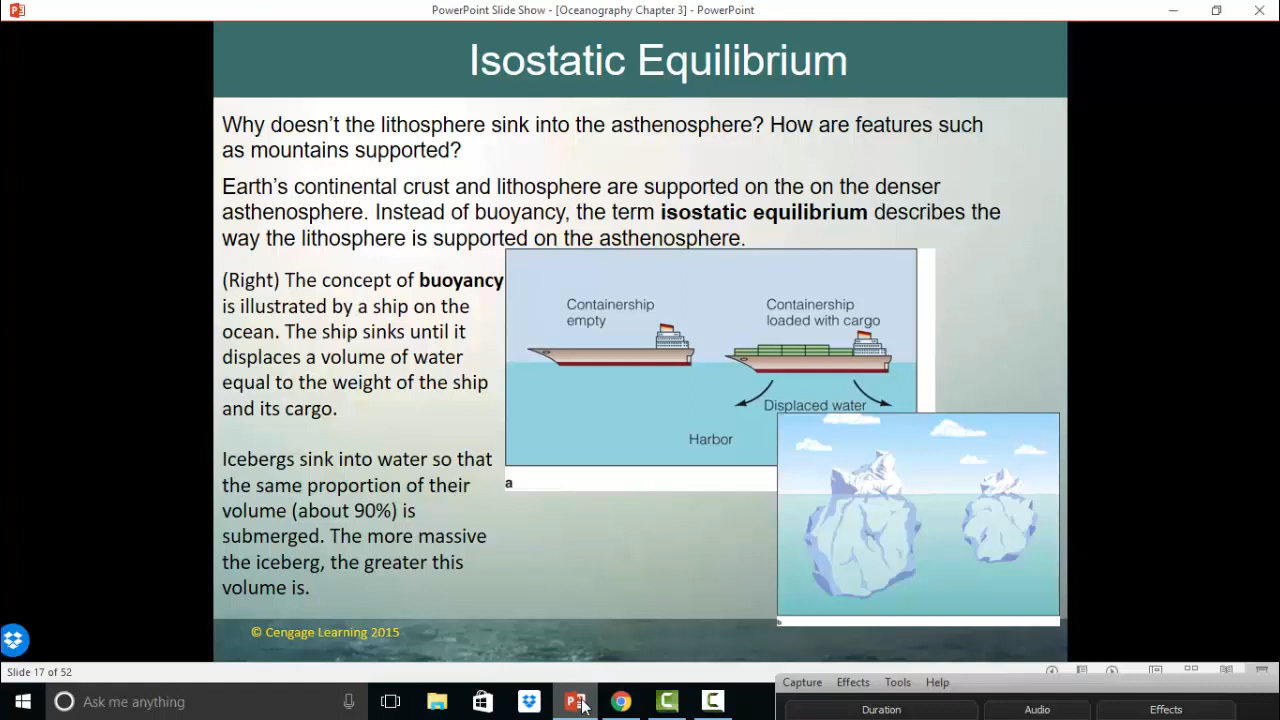 PowerPoint Slide Show - [Oceanography Chapter 3] - PowerPoint
Isostatic Equilibrium
Why doesn't the lithosphere sink into the asthenosphere? How are features such
as mountains supported?
Earth's continental crust and lithosphere are supported on the on the denser
asthenosphere. Instead of buoyancy, the term isostatic equilibrium describes the
way the lithosphere is supported on the asthenosphere.
(Right) The concept of buoyancy
is illustrated by a ship on the
ocean. The ship sinks until it
displaces a volume of water
equal to the weight of the ship
and its cargo.
Icebergs sink into water so that
the same proportion of their
volume (about 90%) is
submerged. The more massive
the iceberg, the greater this
volume is.
Containership
empty
Containership
loaded with cargo
Displaced water
Harbor
a
b
© Cengage Learning 2015
Slide 17 of 52
Capture Effects Tools Help
Duration Audio Effects
Ask me anything